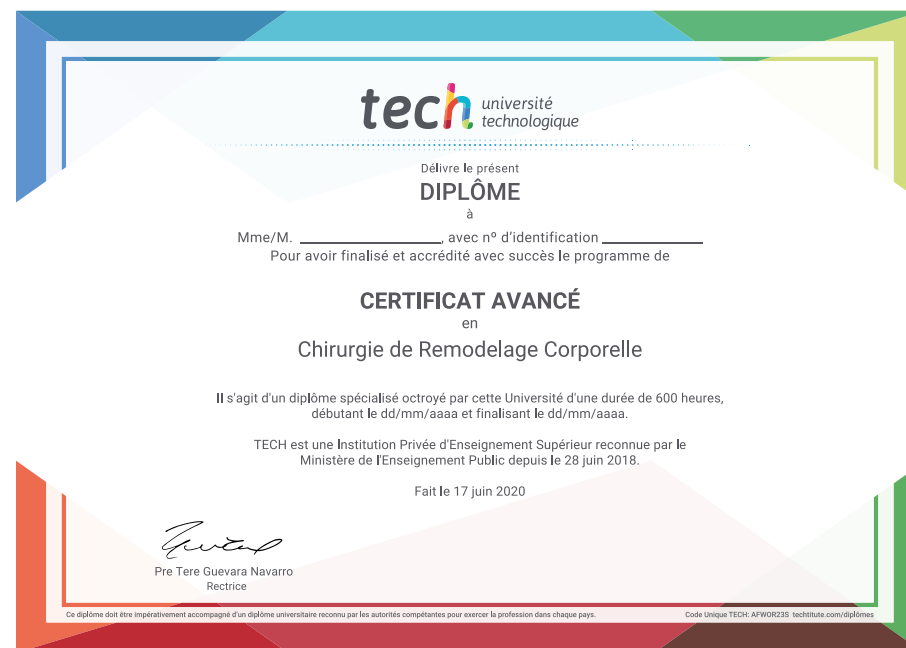 tech université
technologique
Délivre le présent
DIPLÔME
à
Mme/M. ____________________, avec nº d'identification ______________
Pour avoir finalisé et accrédité avec succès le programme de
CERTIFICAT AVANCÉ
en
Chirurgie de Remodelage Corporelle
Il s'agit d'un diplôme spécialisé octroyé par cette Université d'une durée de 600 heures,
débutant le dd/mm/aaaa et finalisant le dd/mm/aaaa.
TECH est une Institution Privée d'Enseignement Supérieur reconnue par le
Ministère de l'Enseignement Public depuis le 28 juin 2018.
Fait le 17 juin 2020
Pre Tere Guevara Navarro
Rectrice
Ce diplôme doit être impérativement accompagné d'un diplôme universitaire reconnu par les autorités compétentes pour exercer la profession dans chaque pays.
Code Unique TECH: AFWOR23S techtitute.com/diplômes